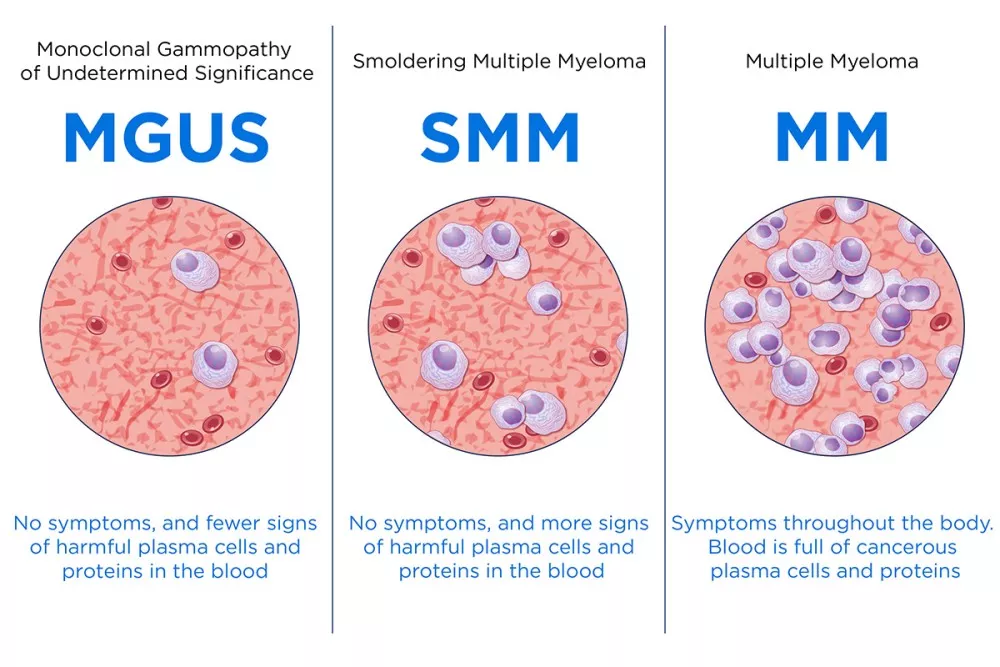 Monoclonal Gammopathy
of Undetermined Significance
MGUS
No symptoms, and fewer signs
of harmful plasma cells and
proteins in the blood
Smoldering Multiple Myeloma
SMM
No symptoms, and more signs
of harmful plasma cells and
proteins in the blood
Multiple Myeloma
MM
Symptoms throughout the body.
Blood is full of cancerous
plasma cells and proteins